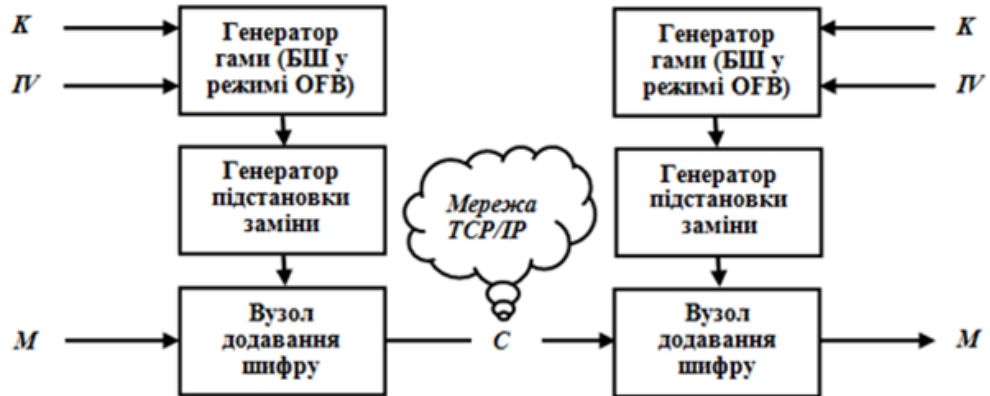 K
IV
Генератор
гами (БШ у
режимі OFB)
Генератор
гами (БШ у
режимі OFB)
K
IV
Генератор
підстановки
заміни
Мережа
TCP/IP
Генератор
підстановки
заміни
M
Вузол
додавання
шифру
C
Вузол
додавання
шифру
M